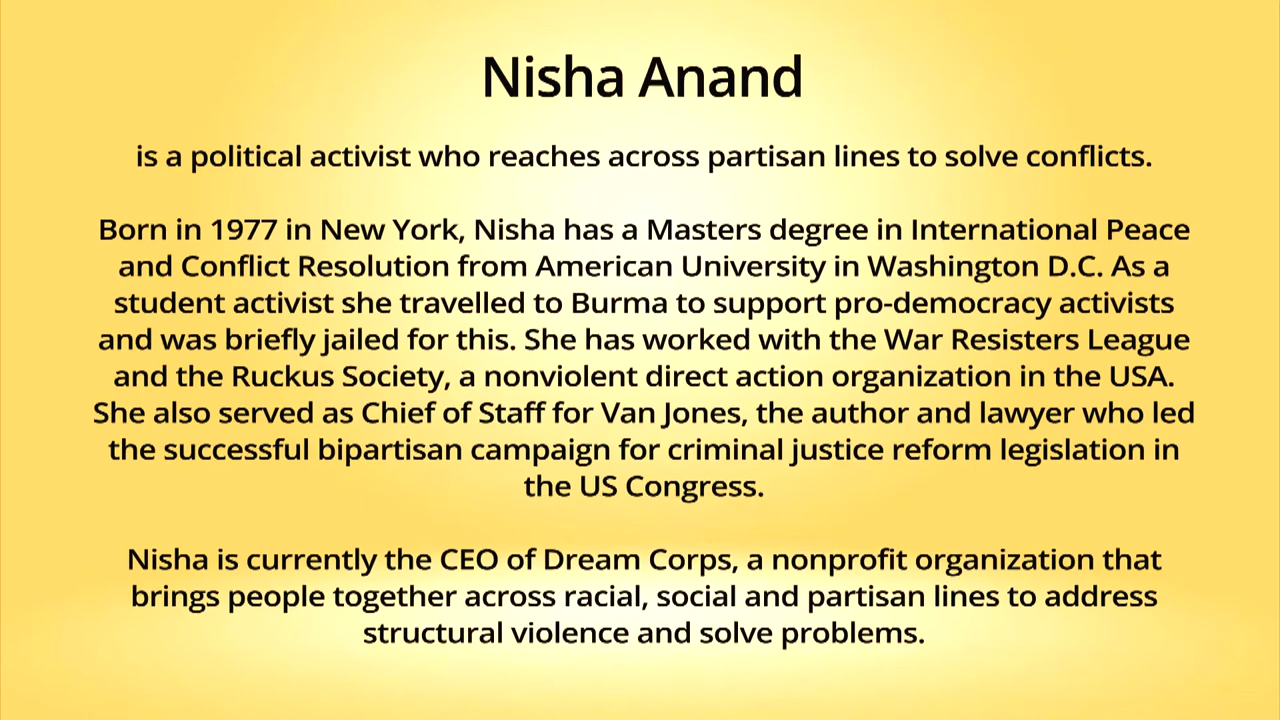 Nisha Anand
is a political activist who reaches across partisan lines to solve conflicts.
Born in 1977 in New York, Nisha has a Masters degree in International Peace
and Conflict Resolution from American University in Washington D.C. As a
student activist she travelled to Burma to support pro-democracy activists
and was briefly jailed for this. She has worked with the War Resisters League
and the Ruckus Society, a nonviolent direct action organization in the USA.
She also served as Chief of Staff for Van Jones, the author and lawyer who led
the successful bipartisan campaign for criminal justice reform legislation in
the US Congress.
Nisha is currently the CEO of Dream Corps, a nonprofit organization that
brings people together across racial, social and partisan lines to address
structural violence and solve problems.